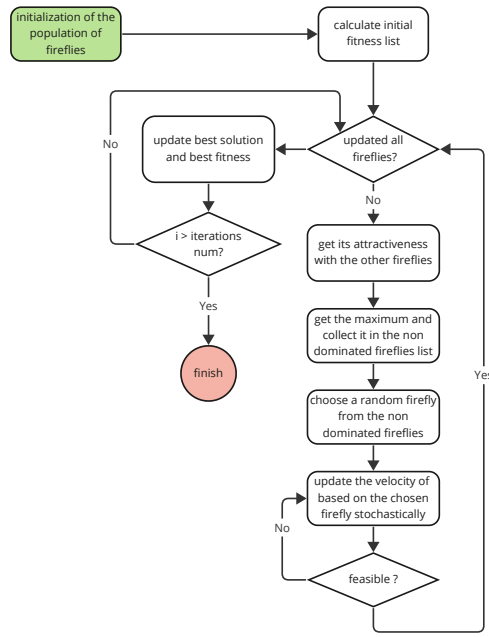 initialization of the
population of
fireflies
calculate initial
fitness list
updated all
fireflies?
update best solution
and best fitness
No
i > iterations
num?
Yes
finish
No
get its attractiveness
with the other fireflies
get the maximum and
collect it in the non
dominated fireflies list
choose a random firefly
from the non
dominated fireflies
update the velocity of
based on the chosen
firefly stochastically
No
feasible ?
Yes